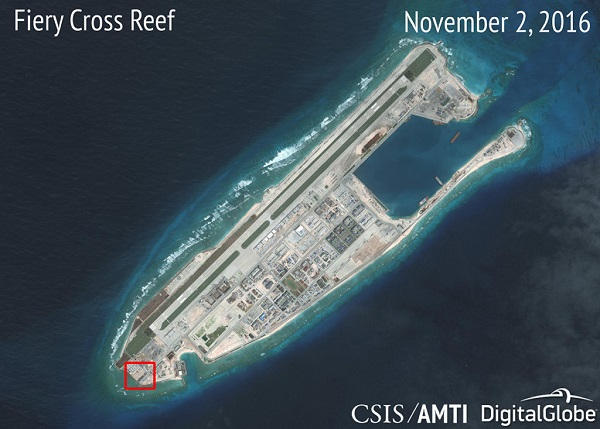 Fiery Cross Reef
November 2, 2016
CSIS/AMTI
DigitalGlobe